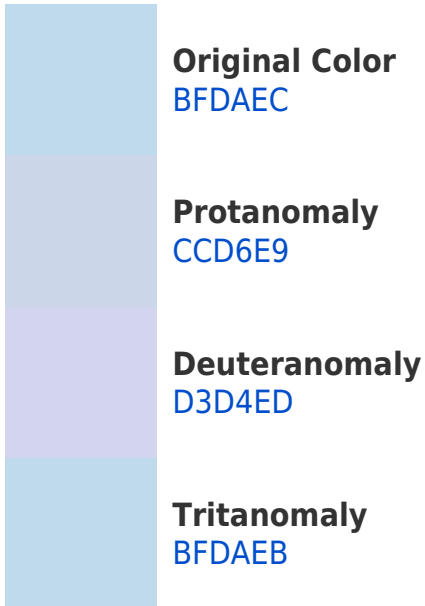 Original Color
BFDAEC
Protanomaly
CCD6E9
Deuteranomaly
D3D4ED
Tritanomaly
BFDAEB